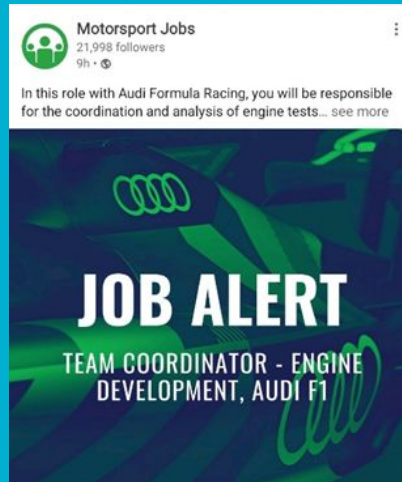 Motorsport Jobs
21,998 followers
9h •
In this role with Audi Formula Racing, you will be responsible
for the coordination and analysis of engine tests... see more
JOB ALERT
TEAM COORDINATOR - ENGINE
DEVELOPMENT, AUDI F1